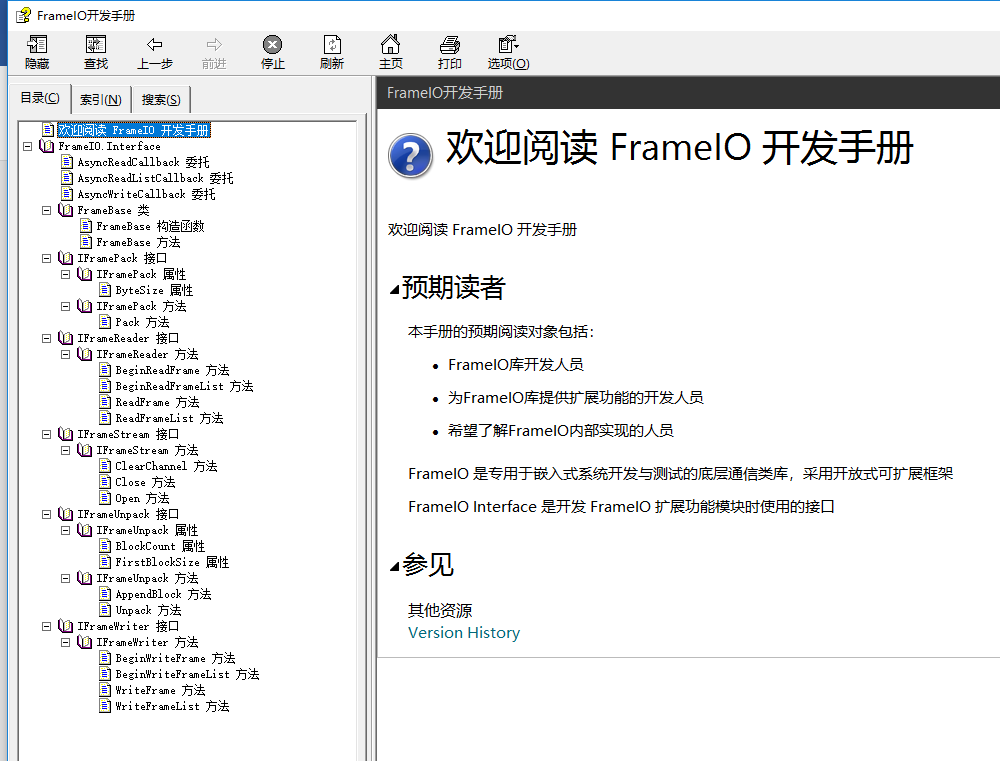 FrameIO开发手册
隐藏 查找 上一步 前进 停止 刷新 主页 打印 选项(O)
目录(C) 索引(N) 搜索(S)
欢迎阅读 FrameIO 开发手册
FrameIO.Interface
AsyncReadCallback 委托
AsyncReadListCallback 委托
AsyncWriteCallback 委托
FrameBase 类
FrameBase 构造函数
FrameBase 方法
IFramePack 接口
IFramePack 属性
ByteSize 属性
IFramePack 方法
Pack 方法
IFrameReader 接口
IFrameReader 方法
BeginReadFrame 方法
BeginReadFrameList 方法
ReadFrame 方法
ReadFrameList 方法
IFrameStream 接口
IFrameStream 方法
ClearChannel 方法
Close 方法
Open 方法
IFrameUnpack 接口
IFrameUnpack 属性
BlockCount 属性
FirstBlockSize 属性
IFrameUnpack 方法
AppendBlock 方法
Unpack 方法
IFrameWriter 接口
IFrameWriter 方法
BeginWriteFrame 方法
BeginWriteFrameList 方法
WriteFrame 方法
WriteFrameList 方法
FrameIO开发手册
欢迎阅读 FrameIO 开发手册
欢迎阅读 FrameIO 开发手册
预期读者
本手册的预期阅读对象包括:
• FrameIO库开发人员
• 为FrameIO库提供扩展功能的开发人员
• 希望了解FrameIO内部实现的人员
FrameIO 是专用于嵌入式系统开发与测试的底层通信类库，采用开放式可扩展框架
FrameIO Interface 是开发 FrameIO 扩展功能模块时使用的接口
参见
其他资源
Version History